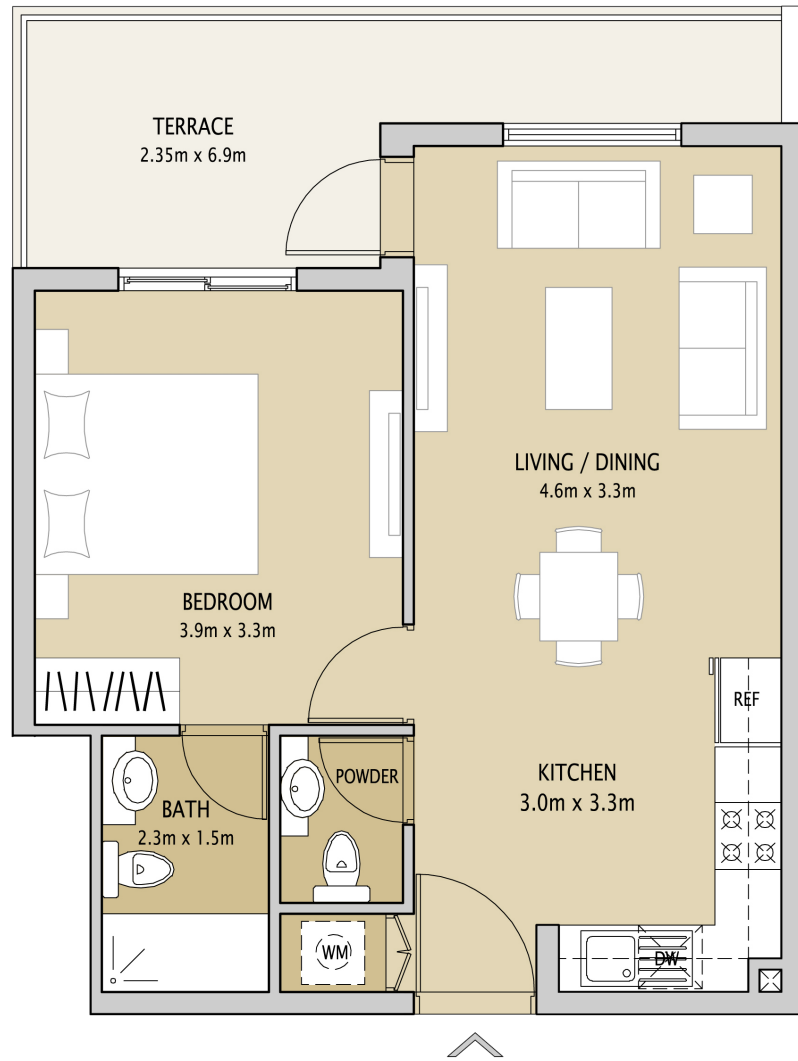 TERRACE
2.35m x 6.9m
LIVING / DINING
4.6m x 3.3m
BEDROOM
3.9m x 3.3m
REF
POWDER
KITCHEN
3.0m x 3.3m
BATH
2.3m x 1.5m
WM
DW